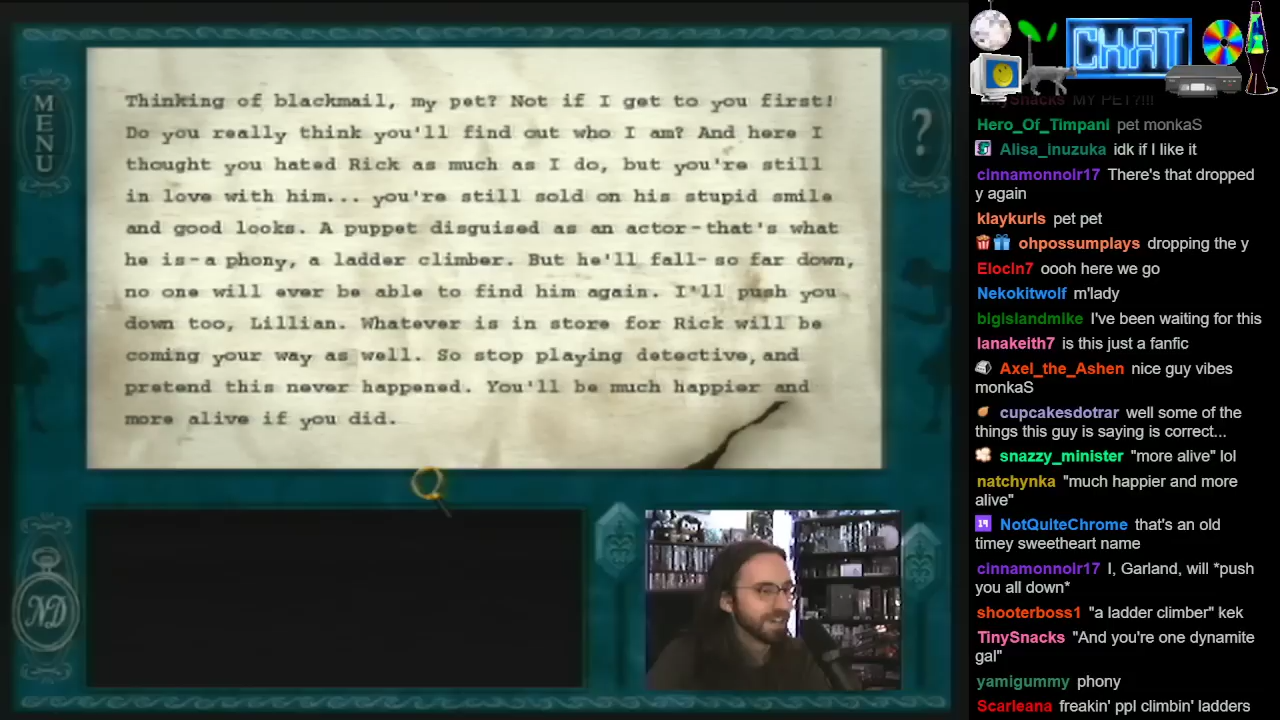 CHAT
MENU
?
Thinking of blackmail, my pet? Not if I get to you first!
Do you really think you'll find out who I am? And here I
thought you hated Rick as much as I do, but you're still
in love with him... you're still sold on his stupid smile
and good looks. A puppet disguised as an actor-that's what
he is-a phony, a ladder climber. But he'll fall- so far down,
no one will ever be able to find him again. I'll push you
down too, Lillian. Whatever is in store for Rick will be
coming your way as well. So stop playing detective, and
pretend this never happened. You'll be much happier and
more alive if you did.
ND
TinySnacks MY PET?!!!
Hero_Of_Timpani pet monkaS
Alisa_inuzuka idk if I like it
cinnamonnoir17 There's that dropped
y again
klaykurls pet pet
ohpossumplays dropping the y
Elocin7 oooh here we go
Nekokitwolf m'lady
bigislandmike I've been waiting for this
lanakeith7 is this just a fanfic
Axel_the_Ashen nice guy vibes
monkaS
cupcakesdotrar well some of the
things this guy is saying is correct...
snazzy_minister "more alive" lol
natchynka "much happier and more
alive"
19 NotQuiteChrome that's an old
timey sweetheart name
cinnamonnoir17 I, Garland, will *push
you all down*
shooterboss1 "a ladder climber" kek
TinySnacks "And you're one dynamite
gal"
yamigummy phony
Scarleana freakin' ppl climbin' ladders